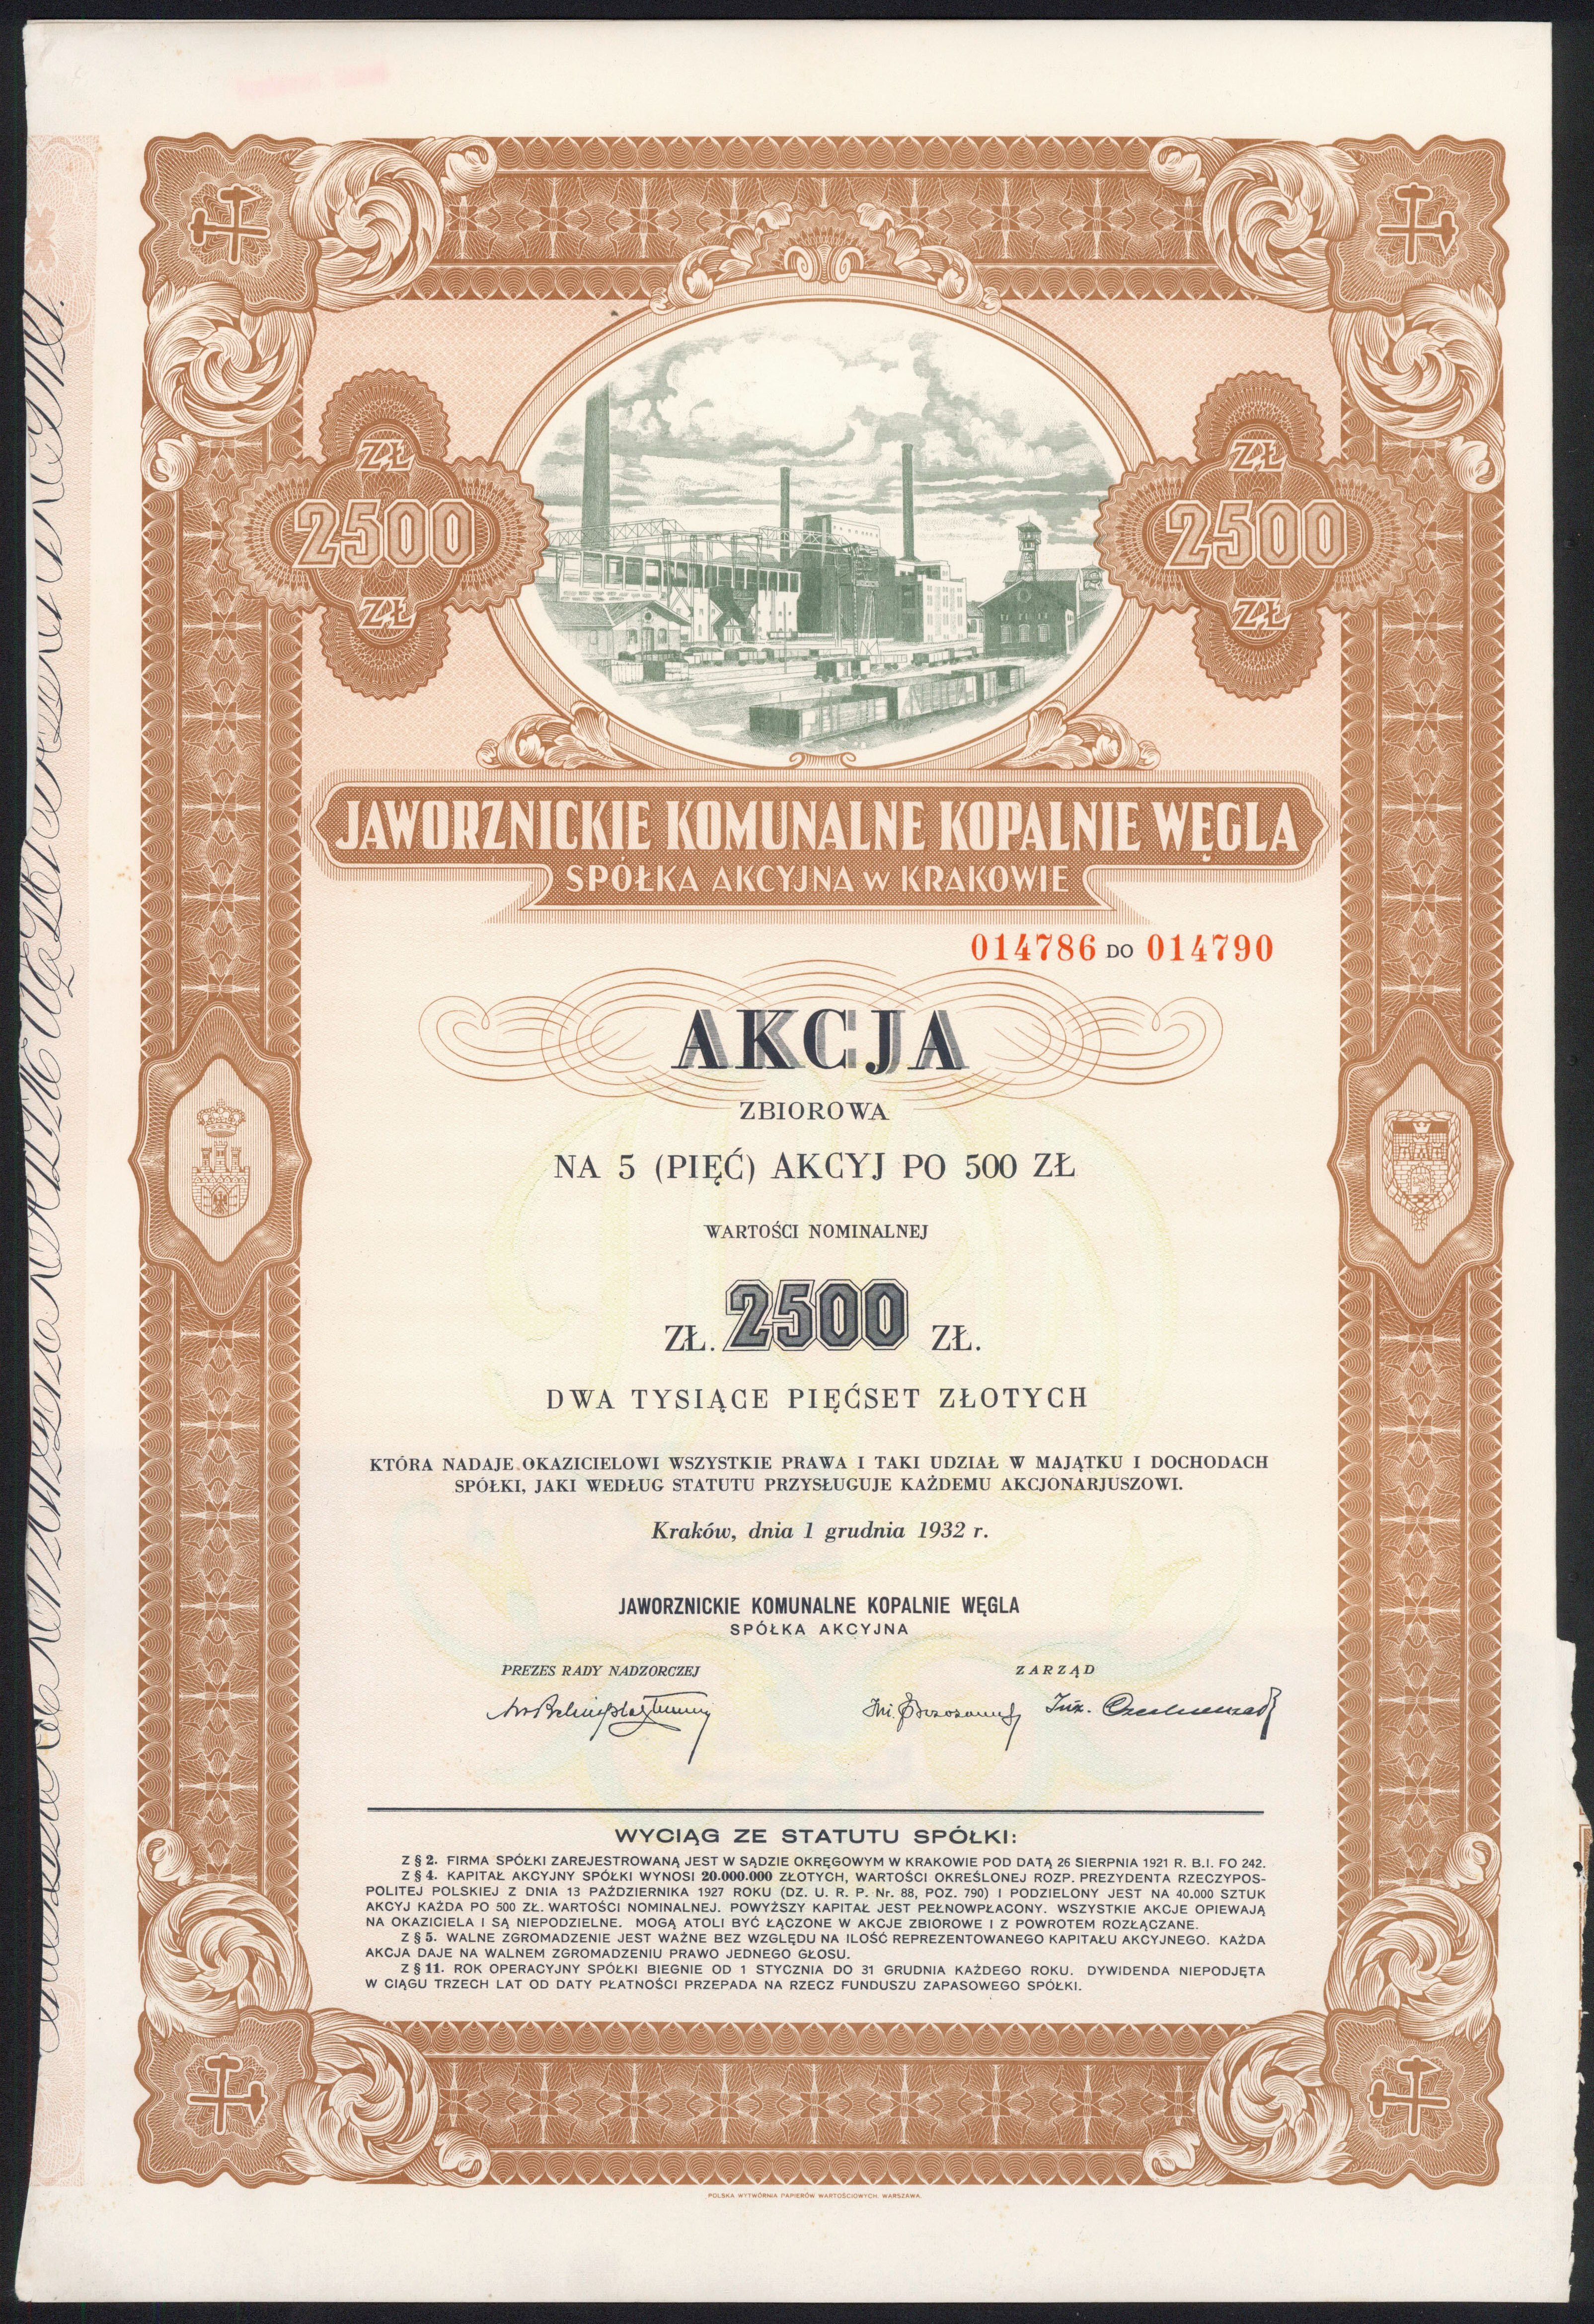 ZŁ
2500
ZŁ
ZŁ
2500
ZŁ
JAWORZNICKIE KOMUNALNE KOPALNIE WĘGLA
SPÓŁKA AKCYJNA W KRAKOWIE
014786 DO 014790
AKCJA
ZBIOROWA
NA 5 (PIĘĆ) AKCYJ PO 500 ZŁ
WARTOŚCI NOMINALNEJ
ZŁ. 2500 ZŁ.
DWA TYSIĄCE PIĘĆSET ZŁOTYCH
KTÓRA NADAJE OKAZICIELOWI WSZYSTKIE PRAWA I TAKI UDZIAŁ W MAJĄTKU I DOCHODACH
SPÓŁKI, JAKI WEDŁUG STATUTU PRZYSŁUGUJE KAŻDEMU AKCJONARJUSZOWI.
Kraków, dnia 1 grudnia 1932 r.
JAWORZNICKIE KOMUNALNE KOPALNIE WĘGLA
SPÓŁKA AKCYJNA
PREZES RADY NADZORCZEJ
ZARZĄD
Inż.
WYCIĄG ZE STATUTU SPÓŁKI:
Z § 2. FIRMA SPÓŁKI ZAREJESTROWANĄ JEST W SĄDZIE OKRĘGOWYM W KRAKOWIE POD DATĄ 26 SIERPNIA 1921 R. B.I. FO 242.
Z § 4. KAPITAŁ AKCYJNY SPÓŁKI WYNOSI 20.000.000 ZŁOTYCH, WARTOŚCI OKREŚLONEJ ROZP. PREZYDENTA RZECZYPOS-
POLITEJ POLSKIEJ Z DNIA 13 PAŹDZIERNIKA 1927 ROKU (DZ. U. R. P. Nr. 88, POZ. 790) I PODZIELONY JEST NA 40.000 SZTUK
AKCYJ KAŻDA PO 500 ZŁ. WARTOŚCI NOMINALNEJ. POWYŻSZY KAPITAŁ JEST PEŁNOWPŁACONY. WSZYSTKIE AKCJE OPIEWAJĄ
NA OKAZICIELA I SĄ NIEPODZIELNE. MOGĄ ATOLI BYĆ ŁĄCZONE W AKCJE ZBIOROWE I Z POWROTEM ROZŁĄCZANE.
Z § 5. WALNE ZGROMADZENIE JEST WAŻNE BEZ WZGLĘDU NA ILOŚĆ REPREZENTOWANEGO KAPITAŁU AKCYJNEGO. KAŻDA
AKCJA DAJE NA WALNEM ZGROMADZENIU PRAWO JEDNEGO GŁOSU.
Z § 11. ROK OPERACYJNY SPÓŁKI BIEGNIE OD 1 STYCZNIA DO 31 GRUDNIA KAŻDEGO ROKU. DYWIDENDA NIEPODJĘTA
W CIĄGU TRZECH LAT OD DATY PŁATNOŚCI PRZEPADA NA RZECZ FUNDUSZU ZAPASOWEGO SPÓŁKI.
POLSKA WYTWÓRNIA PAPIERÓW WARTOŚCIOWYCH. WARSZAWA.